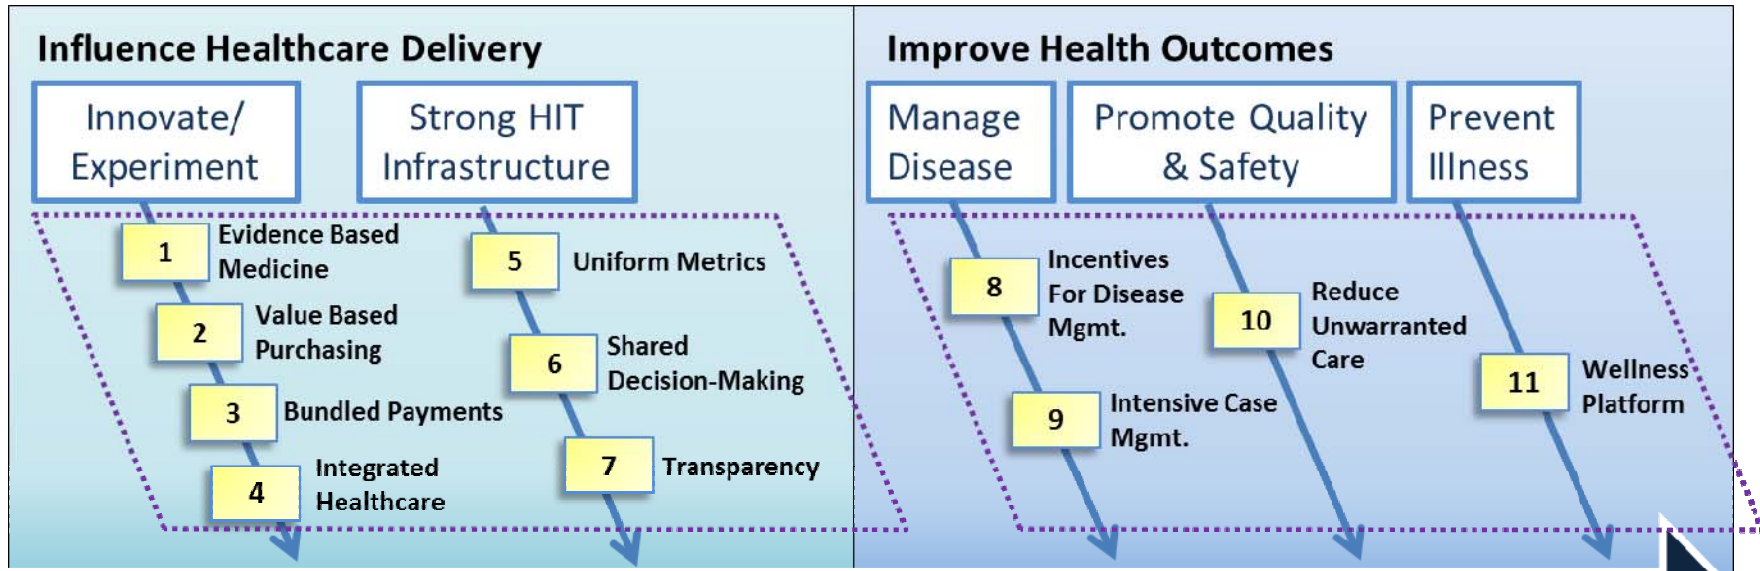 Influence Healthcare Delivery
Innovate/
Experiment
1
Evidence Based
Medicine
2
Value Based
Purchasing
3
Bundled Payments
4
Integrated
Healthcare
Strong HIT
Infrastructure
5
Uniform Metrics
6
Shared
Decision-Making
7
Transparency
Improve Health Outcomes
Manage
Disease
8
Incentives
For Disease
Mgmt.
9
Intensive Case
Mgmt.
Promote Quality
& Safety
10
Reduce
Unwarranted
Care
Prevent
Illness
11
Wellness
Platform